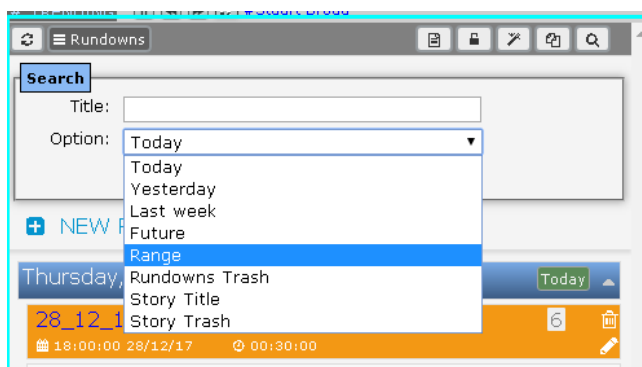 Rundowns
Search
Title:
Option: Today
Today
Yesterday
Last week
Future
NEW
Range
Rundowns Trash
Thursday, Today
Story Title
Story Trash
28_12_1 6
18:00:00 28/12/17 00:30:00